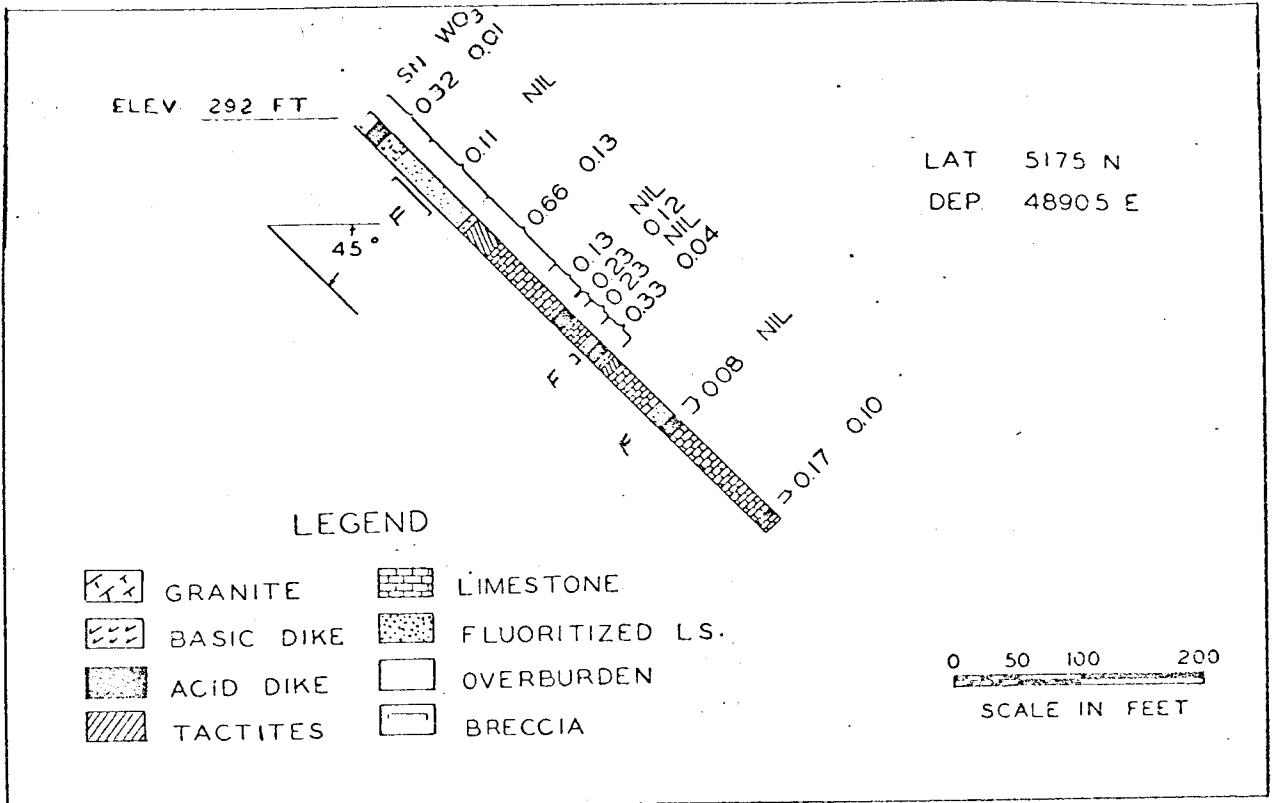 SN WO3
0.32 0.01
ELEV. 292 FT
0.11 NIL
0.66 0.13
0.13 NIL
0.23 0.12
0.23 NIL
0.33 0.04
0.08 NIL
0.17 0.10
LAT 5175 N
DEP. 48905 E
45°
F
F
F
LEGEND
GRANITE
BASIC DIKE
ACID DIKE
TACTITES
LIMESTONE
FLUORITIZED L.S.
OVERBURDEN
BRECCIA
0 50 100 200
SCALE IN FEET